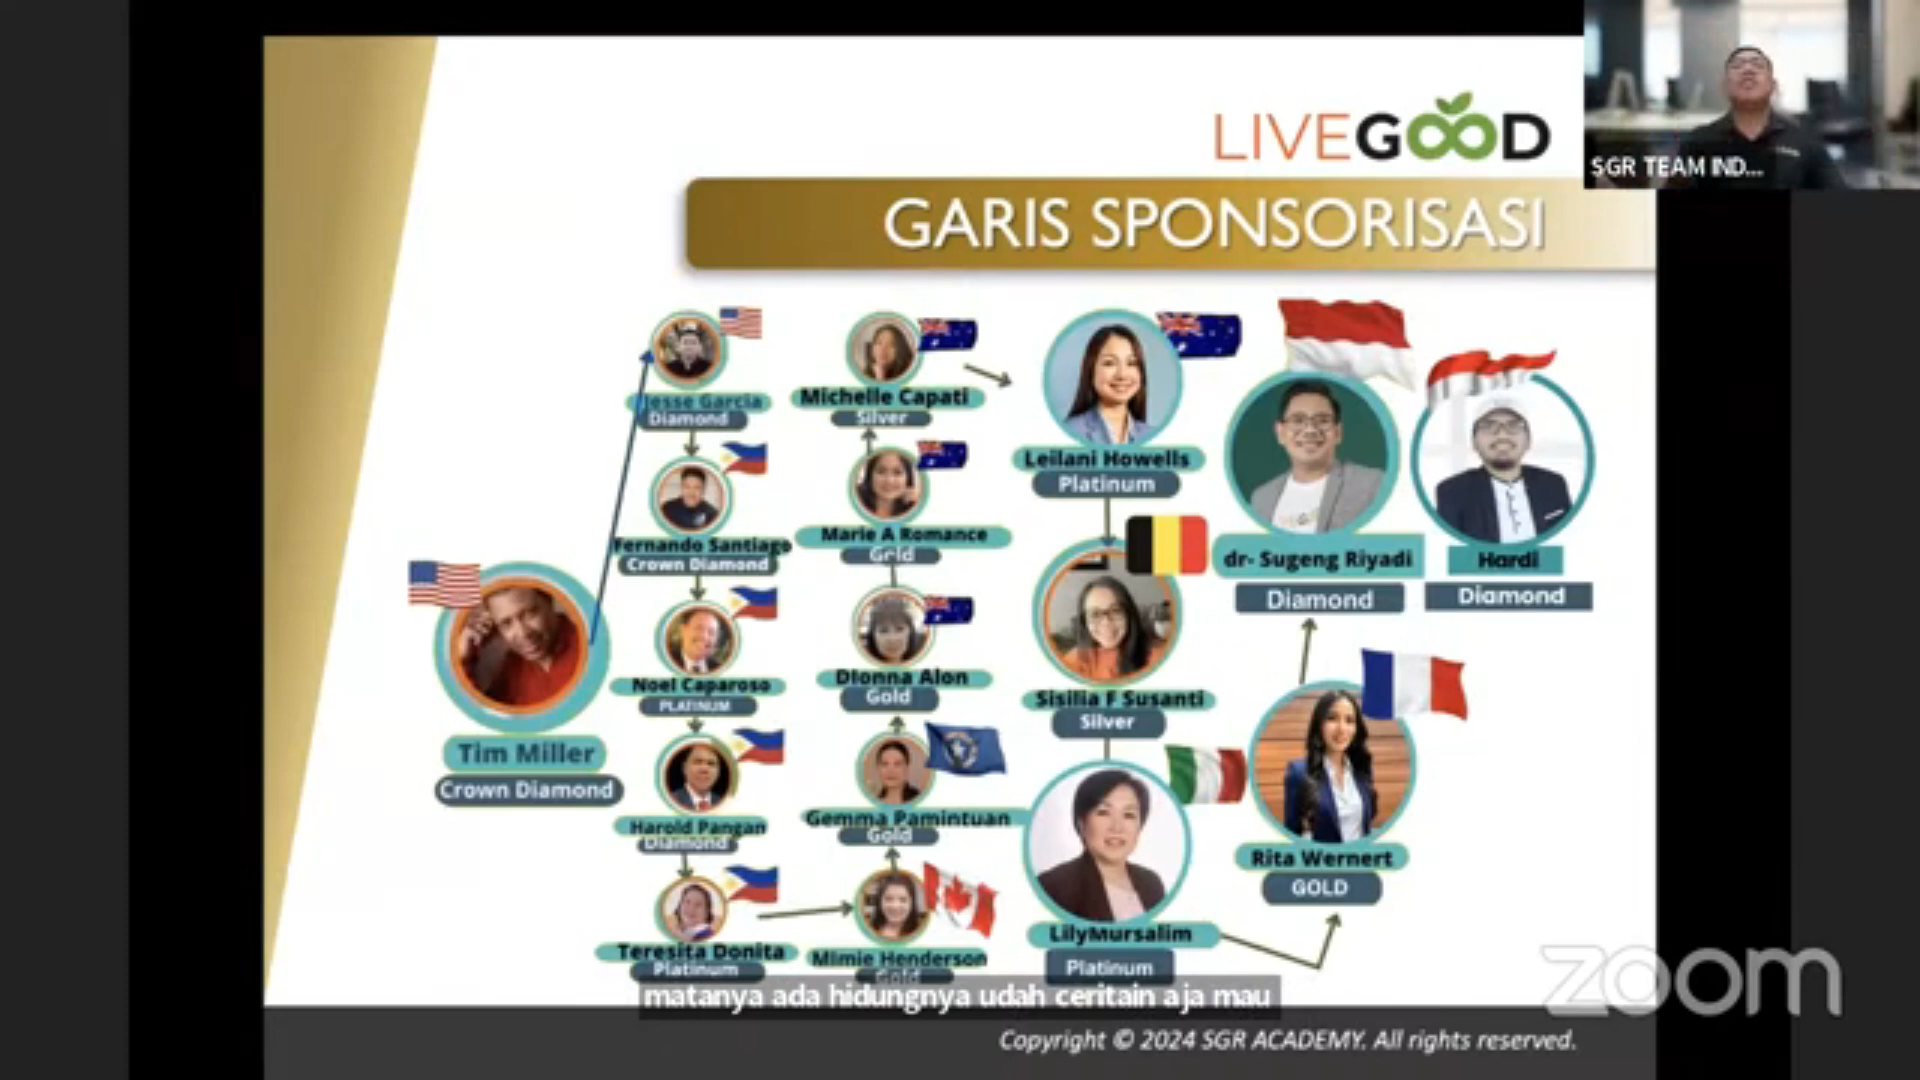 LIVEGOOD
SGR TEAM IND...
GARIS SPONSORISASI
Jesse Garcia
Diamond
Fernando Santiago
Crown Diamond
Noel Caparoso
PLATINUM
Harold Pangan
Diamond
Teresita Donita
Platinum
Tim Miller
Crown Diamond
Michelle Capati
Silver
Marie A Romance
Gold
DIonna Alon
Gold
Gemma Pamintuan
Gold
MImie Henderson
Gold
Leilani Howells
Platinum
Sisilia F Susanti
Silver
LilyMursalim
Platinum
dr- Sugeng Riyadi
Diamond
Hardi
Diamond
Rita Wernert
GOLD
matanya ada hidungnya udah ceritain aja mau
zoom
Copyright © 2024 SGR ACADEMY. All rights reserved.